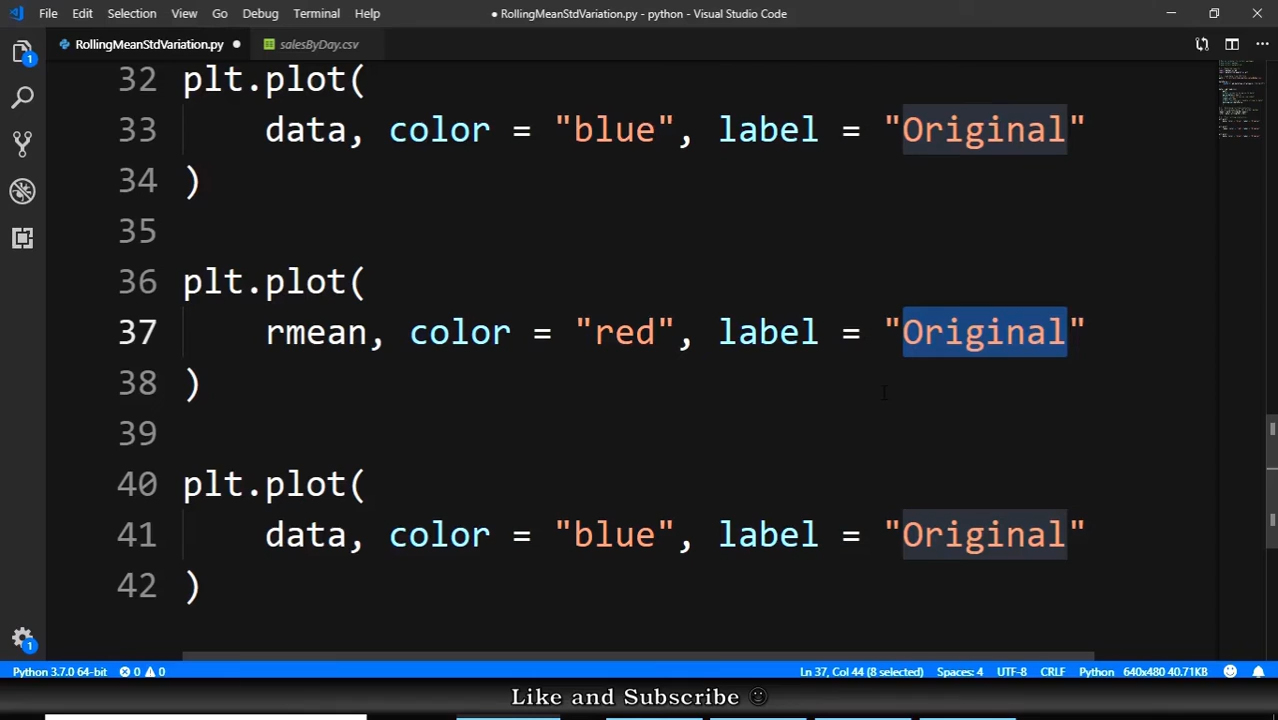 File Edit Selection View Go Debug Terminal Help
● RollingMeanStdVariation.py - python - Visual Studio Code
RollingMeanStdVariation.py ●
salesByDay.csv
32 plt.plot(
33 data, color = "blue", label = "Original"
34 )
35
36 plt.plot(
37 rmean, color = "red", label = "Original"
38 )
39
40 plt.plot(
41 data, color = "blue", label = "Original"
42 )
1
1
Python 3.7.0 64-bit 0 0 Ln 37, Col 44 (8 selected) Spaces: 4 UTF-8 CRLF Python 640x480 40.71KB
Like and Subscribe ☺